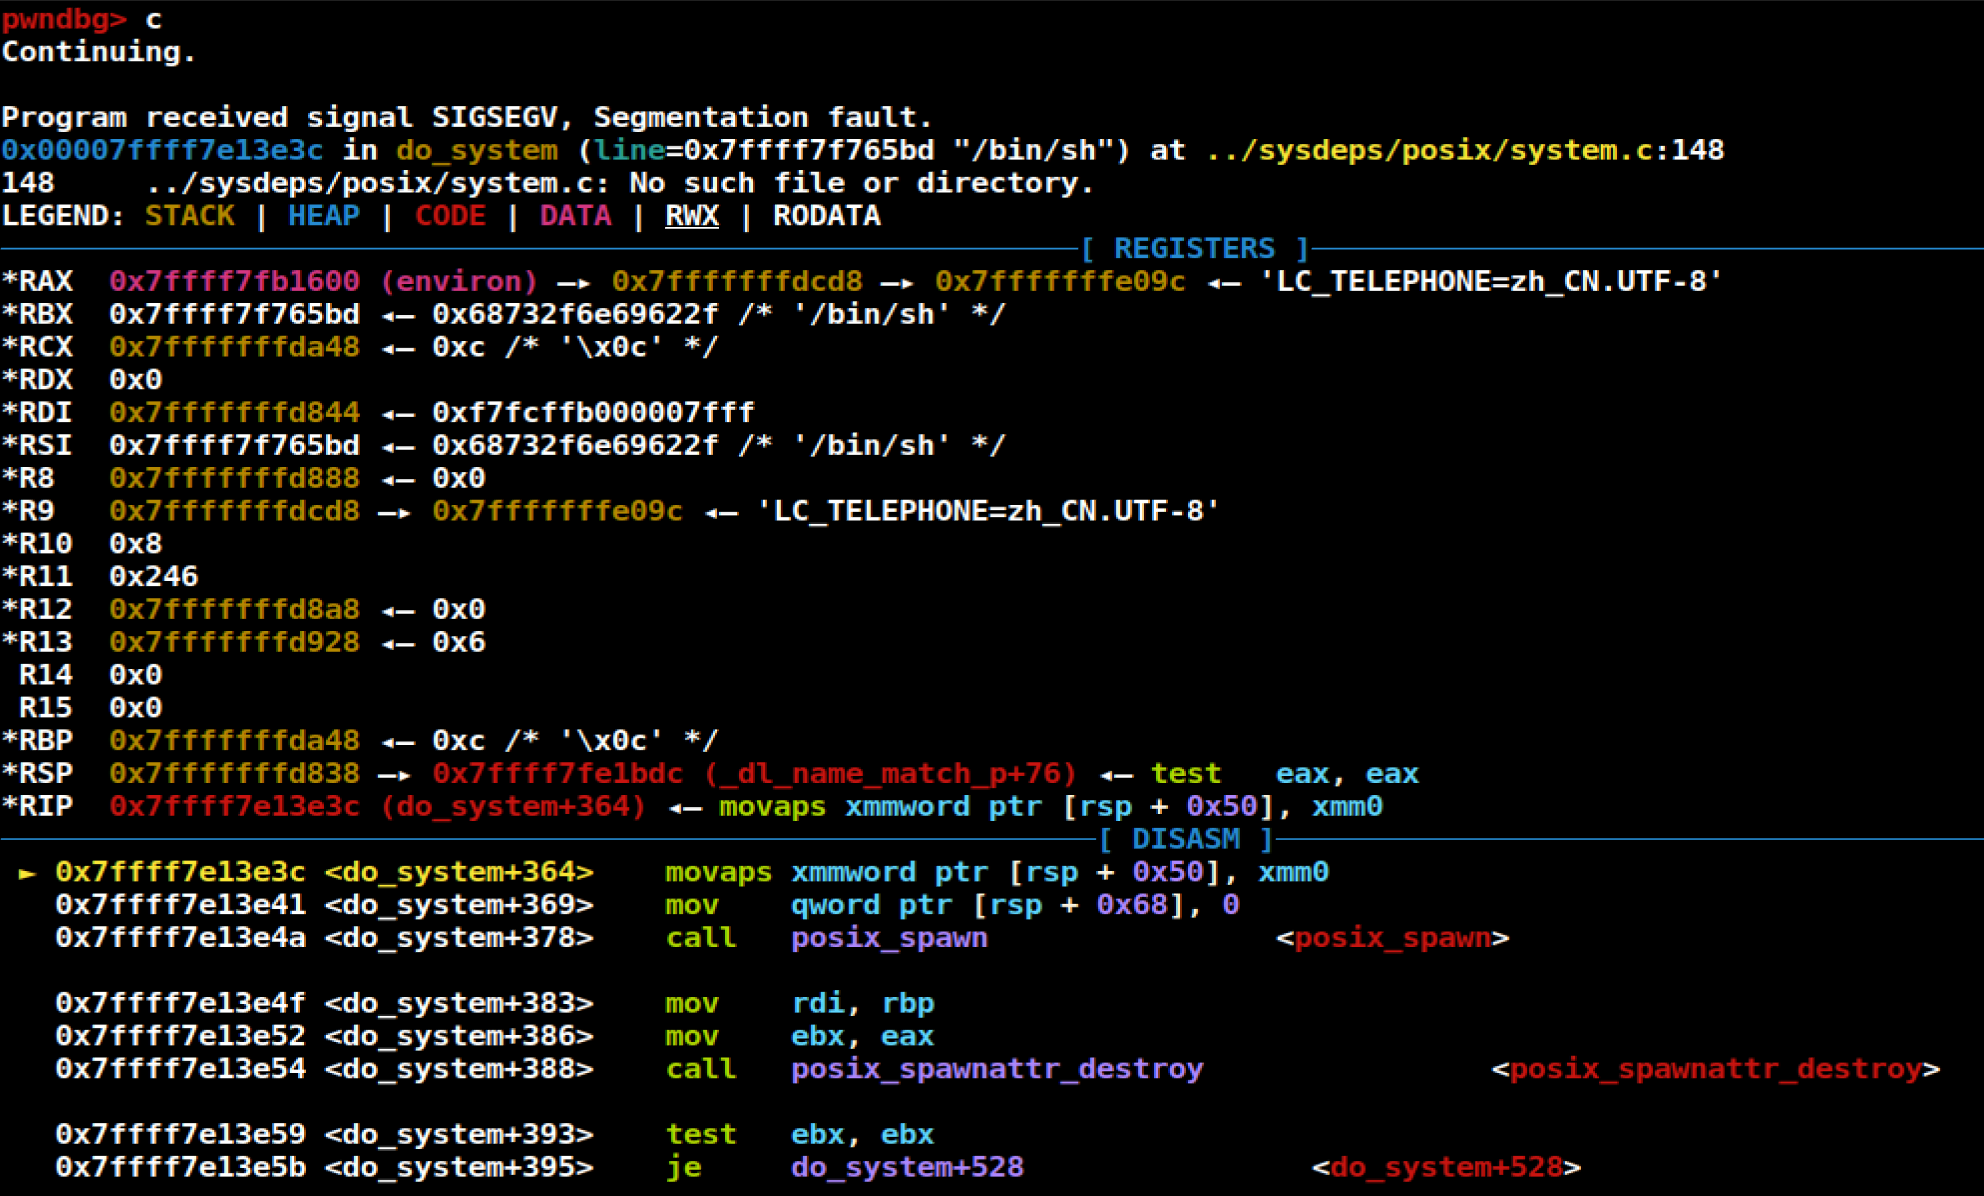 pwndbg> c
Continuing.
Program received signal SIGSEGV, Segmentation fault.
0x00007ffff7e13e3c in do_system (line=0x7ffff7f765bd "/bin/sh") at ../sysdeps/posix/system.c:148
148     ../sysdeps/posix/system.c: No such file or directory.
LEGEND: STACK | HEAP | CODE | DATA | RWX | RODATA
[ REGISTERS ]
*RAX  0x7ffff7fb1600 (environ) —▸ 0x7fffffffdcd8 —▸ 0x7fffffffe09c ◂— 'LC_TELEPHONE=zh_CN.UTF-8'
*RBX  0x7ffff7f765bd ◂— 0x68732f6e69622f /* '/bin/sh' */
*RCX  0x7fffffffda48 ◂— 0xc /* '\x0c' */
*RDX  0x0
*RDI  0x7fffffffd844 ◂— 0xf7fcffb000007fff
*RSI  0x7ffff7f765bd ◂— 0x68732f6e69622f /* '/bin/sh' */
*R8   0x7fffffffd888 ◂— 0x0
*R9   0x7fffffffdcd8 —▸ 0x7fffffffe09c ◂— 'LC_TELEPHONE=zh_CN.UTF-8'
*R10  0x8
*R11  0x246
*R12  0x7fffffffd8a8 ◂— 0x0
*R13  0x7fffffffd928 ◂— 0x6
 R14  0x0
 R15  0x0
*RBP  0x7fffffffda48 ◂— 0xc /* '\x0c' */
*RSP  0x7fffffffd838 —▸ 0x7ffff7fe1bdc (_dl_name_match_p+76) ◂— test   eax, eax
*RIP  0x7ffff7e13e3c (do_system+364) ◂— movaps xmmword ptr [rsp + 0x50], xmm0
[ DISASM ]
 ► 0x7ffff7e13e3c <do_system+364>    movaps xmmword ptr [rsp + 0x50], xmm0
   0x7ffff7e13e41 <do_system+369>    mov    qword ptr [rsp + 0x68], 0
   0x7ffff7e13e4a <do_system+378>    call   posix_spawn                <posix_spawn>
   0x7ffff7e13e4f <do_system+383>    mov    rdi, rbp
   0x7ffff7e13e52 <do_system+386>    mov    ebx, eax
   0x7ffff7e13e54 <do_system+388>    call   posix_spawnattr_destroy                <posix_spawnattr_destroy>
   0x7ffff7e13e59 <do_system+393>    test   ebx, ebx
   0x7ffff7e13e5b <do_system+395>    je     do_system+528                <do_system+528>